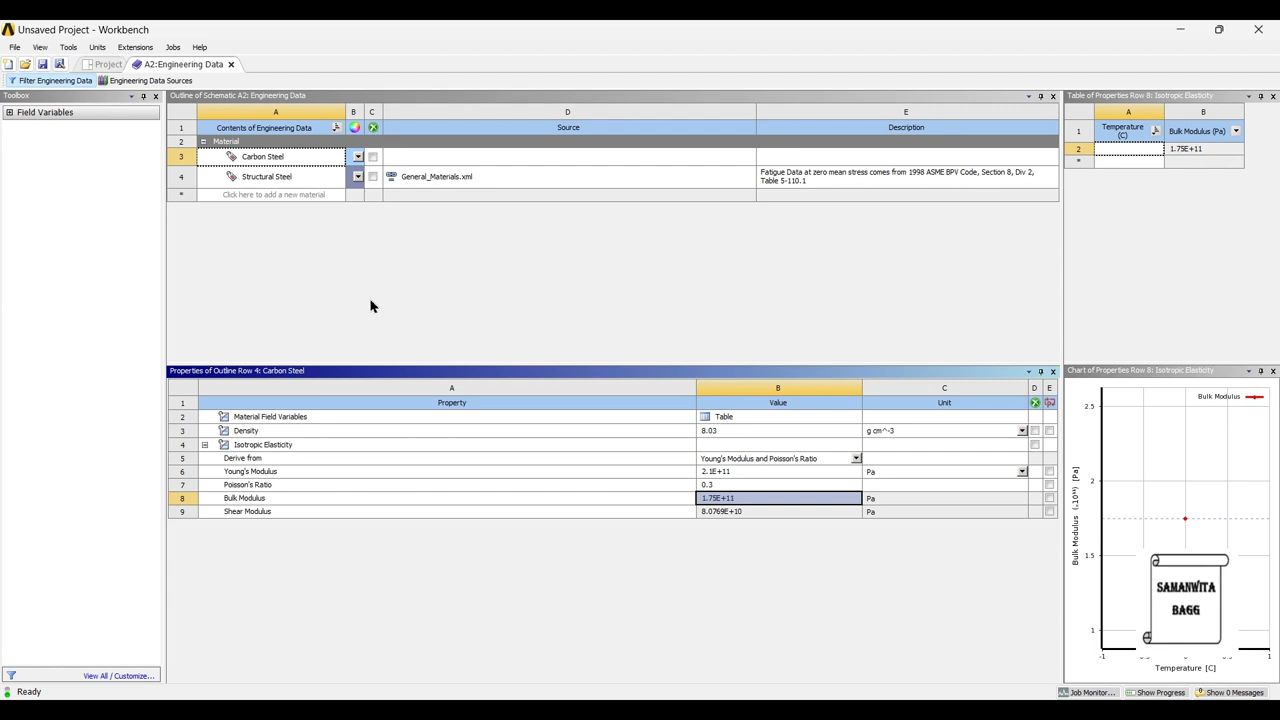 Unsaved Project - Workbench
File View Tools Units Extensions Jobs Help
Project A2:Engineering Data
Filter Engineering Data Engineering Data Sources
Toolbox
Field Variables
View All / Customize...
Outline of Schematic A2: Engineering Data
A B C D E
1 Contents of Engineering Data Source Description
2 Material
3 Carbon Steel
4 Structural Steel General_Materials.xml Fatigue Data at zero mean stress comes from 1998 ASME BPV Code, Section 8, Div 2,
Table 5-110.1
* Click here to add a new material
Properties of Outline Row 4: Carbon Steel
A B C D E
1 Property Value Unit
2 Material Field Variables Table
3 Density 8.03 g cm^-3
4 Isotropic Elasticity
5 Derive from Young's Modulus and Poisson's Ratio
6 Young's Modulus 2.1E+11 Pa
7 Poisson's Ratio 0.3
8 Bulk Modulus 1.75E+11 Pa
9 Shear Modulus 8.0769E+10 Pa
Table of Properties Row 8: Isotropic Elasticity
A B
1 Temperature (C) Bulk Modulus (Pa)
2 1.75E+11
*
Chart of Properties Row 8: Isotropic Elasticity
Bulk Modulus
2.5
2
1.5
1
Bulk Modulus (.10¹¹) [Pa]
SAMANWITA
BAGG
-1 1
Temperature [C]
Ready
Job Monitor... Show Progress Show 0 Messages